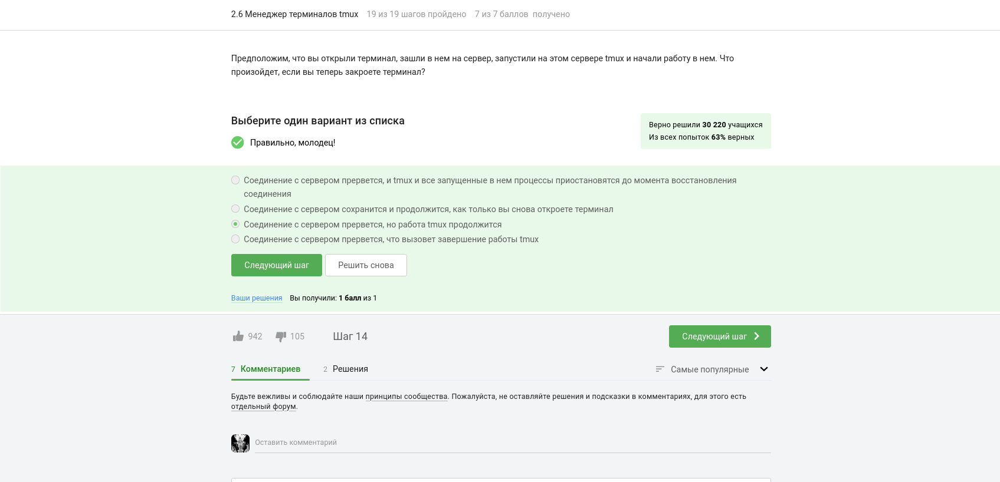 2.6 Менеджер терминалов tmux 19 из 19 шагов пройдено 7 из 7 баллов получено
Предположим, что вы открыли терминал, зашли в нем на сервер, запустили на этом сервере tmux и начали работу в нем. Что
произойдет, если вы теперь закроете терминал?
Выберите один вариант из списка
Правильно, молодец!
Верно решили 30 220 учащихся
Из всех попыток 63% верных
Соединение с сервером прервется, и tmux и все запущенные в нем процессы приостановятся до момента восстановления
соединения
Соединение с сервером сохранится и продолжится, как только вы снова откроете терминал
Соединение с сервером прервется, но работа tmux продолжится
Соединение с сервером прервется, что вызовет завершение работы tmux
Следующий шаг Решить снова
Ваши решения Вы получили: 1 балл из 1
942 105 Шаг 14 Следующий шаг
7 Комментариев 2 Решения Самые популярные
Будьте вежливы и соблюдайте наши принципы сообщества. Пожалуйста, не оставляйте решения и подсказки в комментариях, для этого есть
отдельный форум.
Оставить комментарий